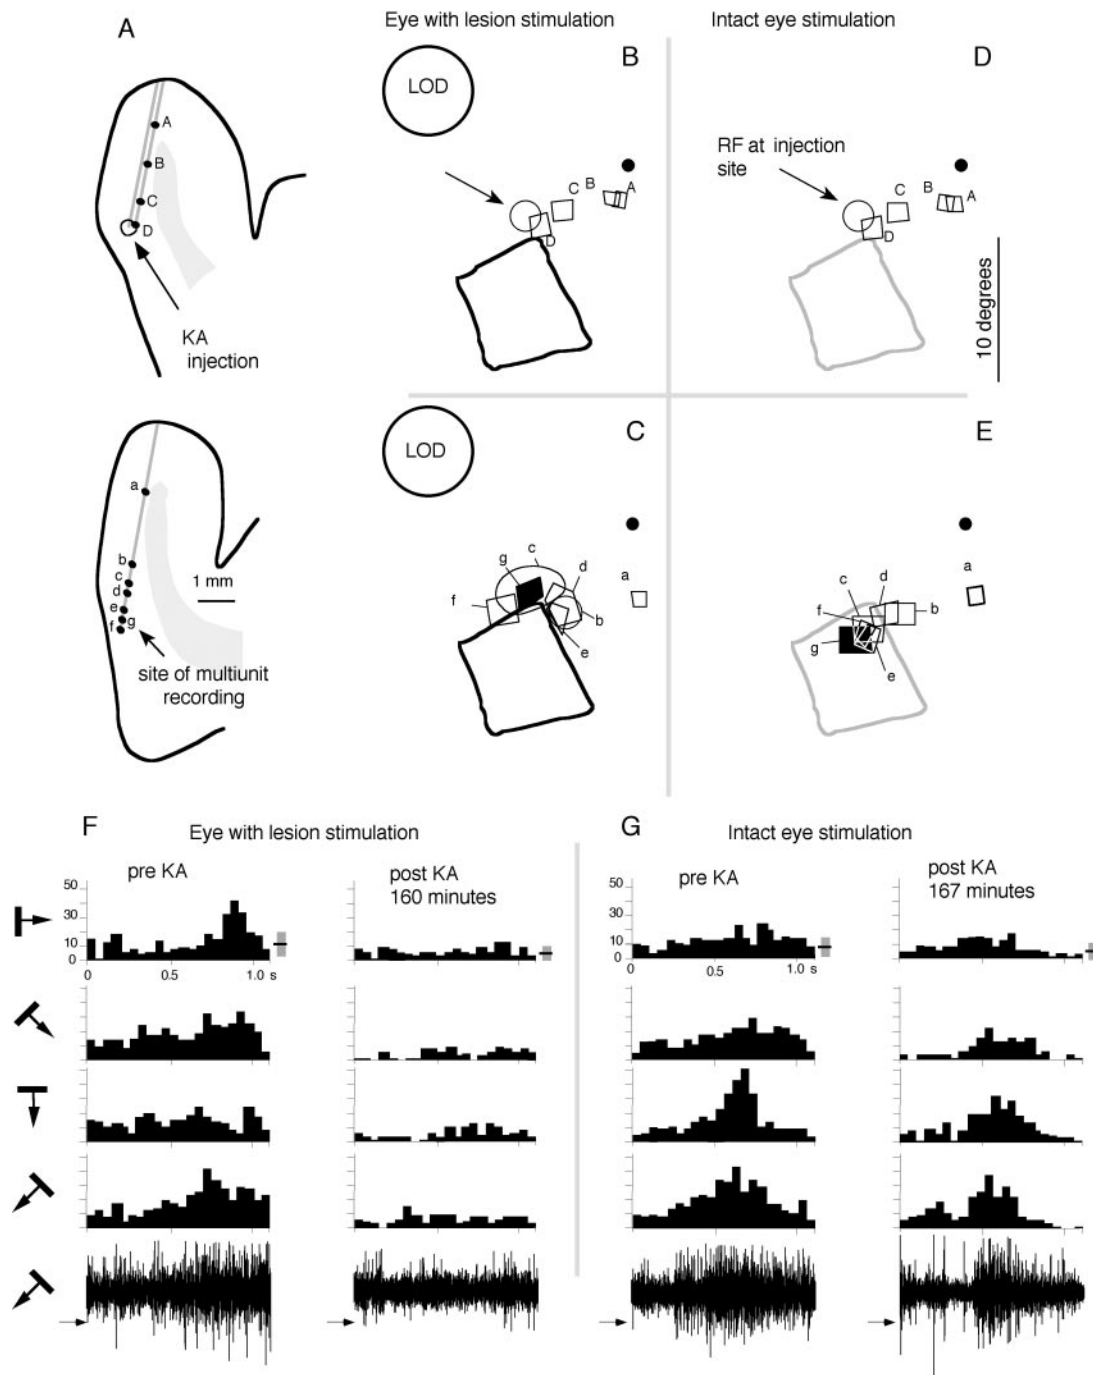 Eye with lesion stimulation
Intact eye stimulation
A
B
D
LOD
A
B
C
D
KA
injection
C
B
A
D
RF at injection
site
C
B
A
D
10 degrees
C
E
LOD
a
b
c
d
e
f
g
1 mm
site of multiunit
recording
c
g
d
f
a
b
e
a
c
d
f
b
g
e
F
Eye with lesion stimulation
G
Intact eye stimulation
pre KA
post KA
160 minutes
pre KA
post KA
167 minutes
50
30
10
0
0
0.5
1.0 s
50
30
10
0
0
0.5
1.0 s